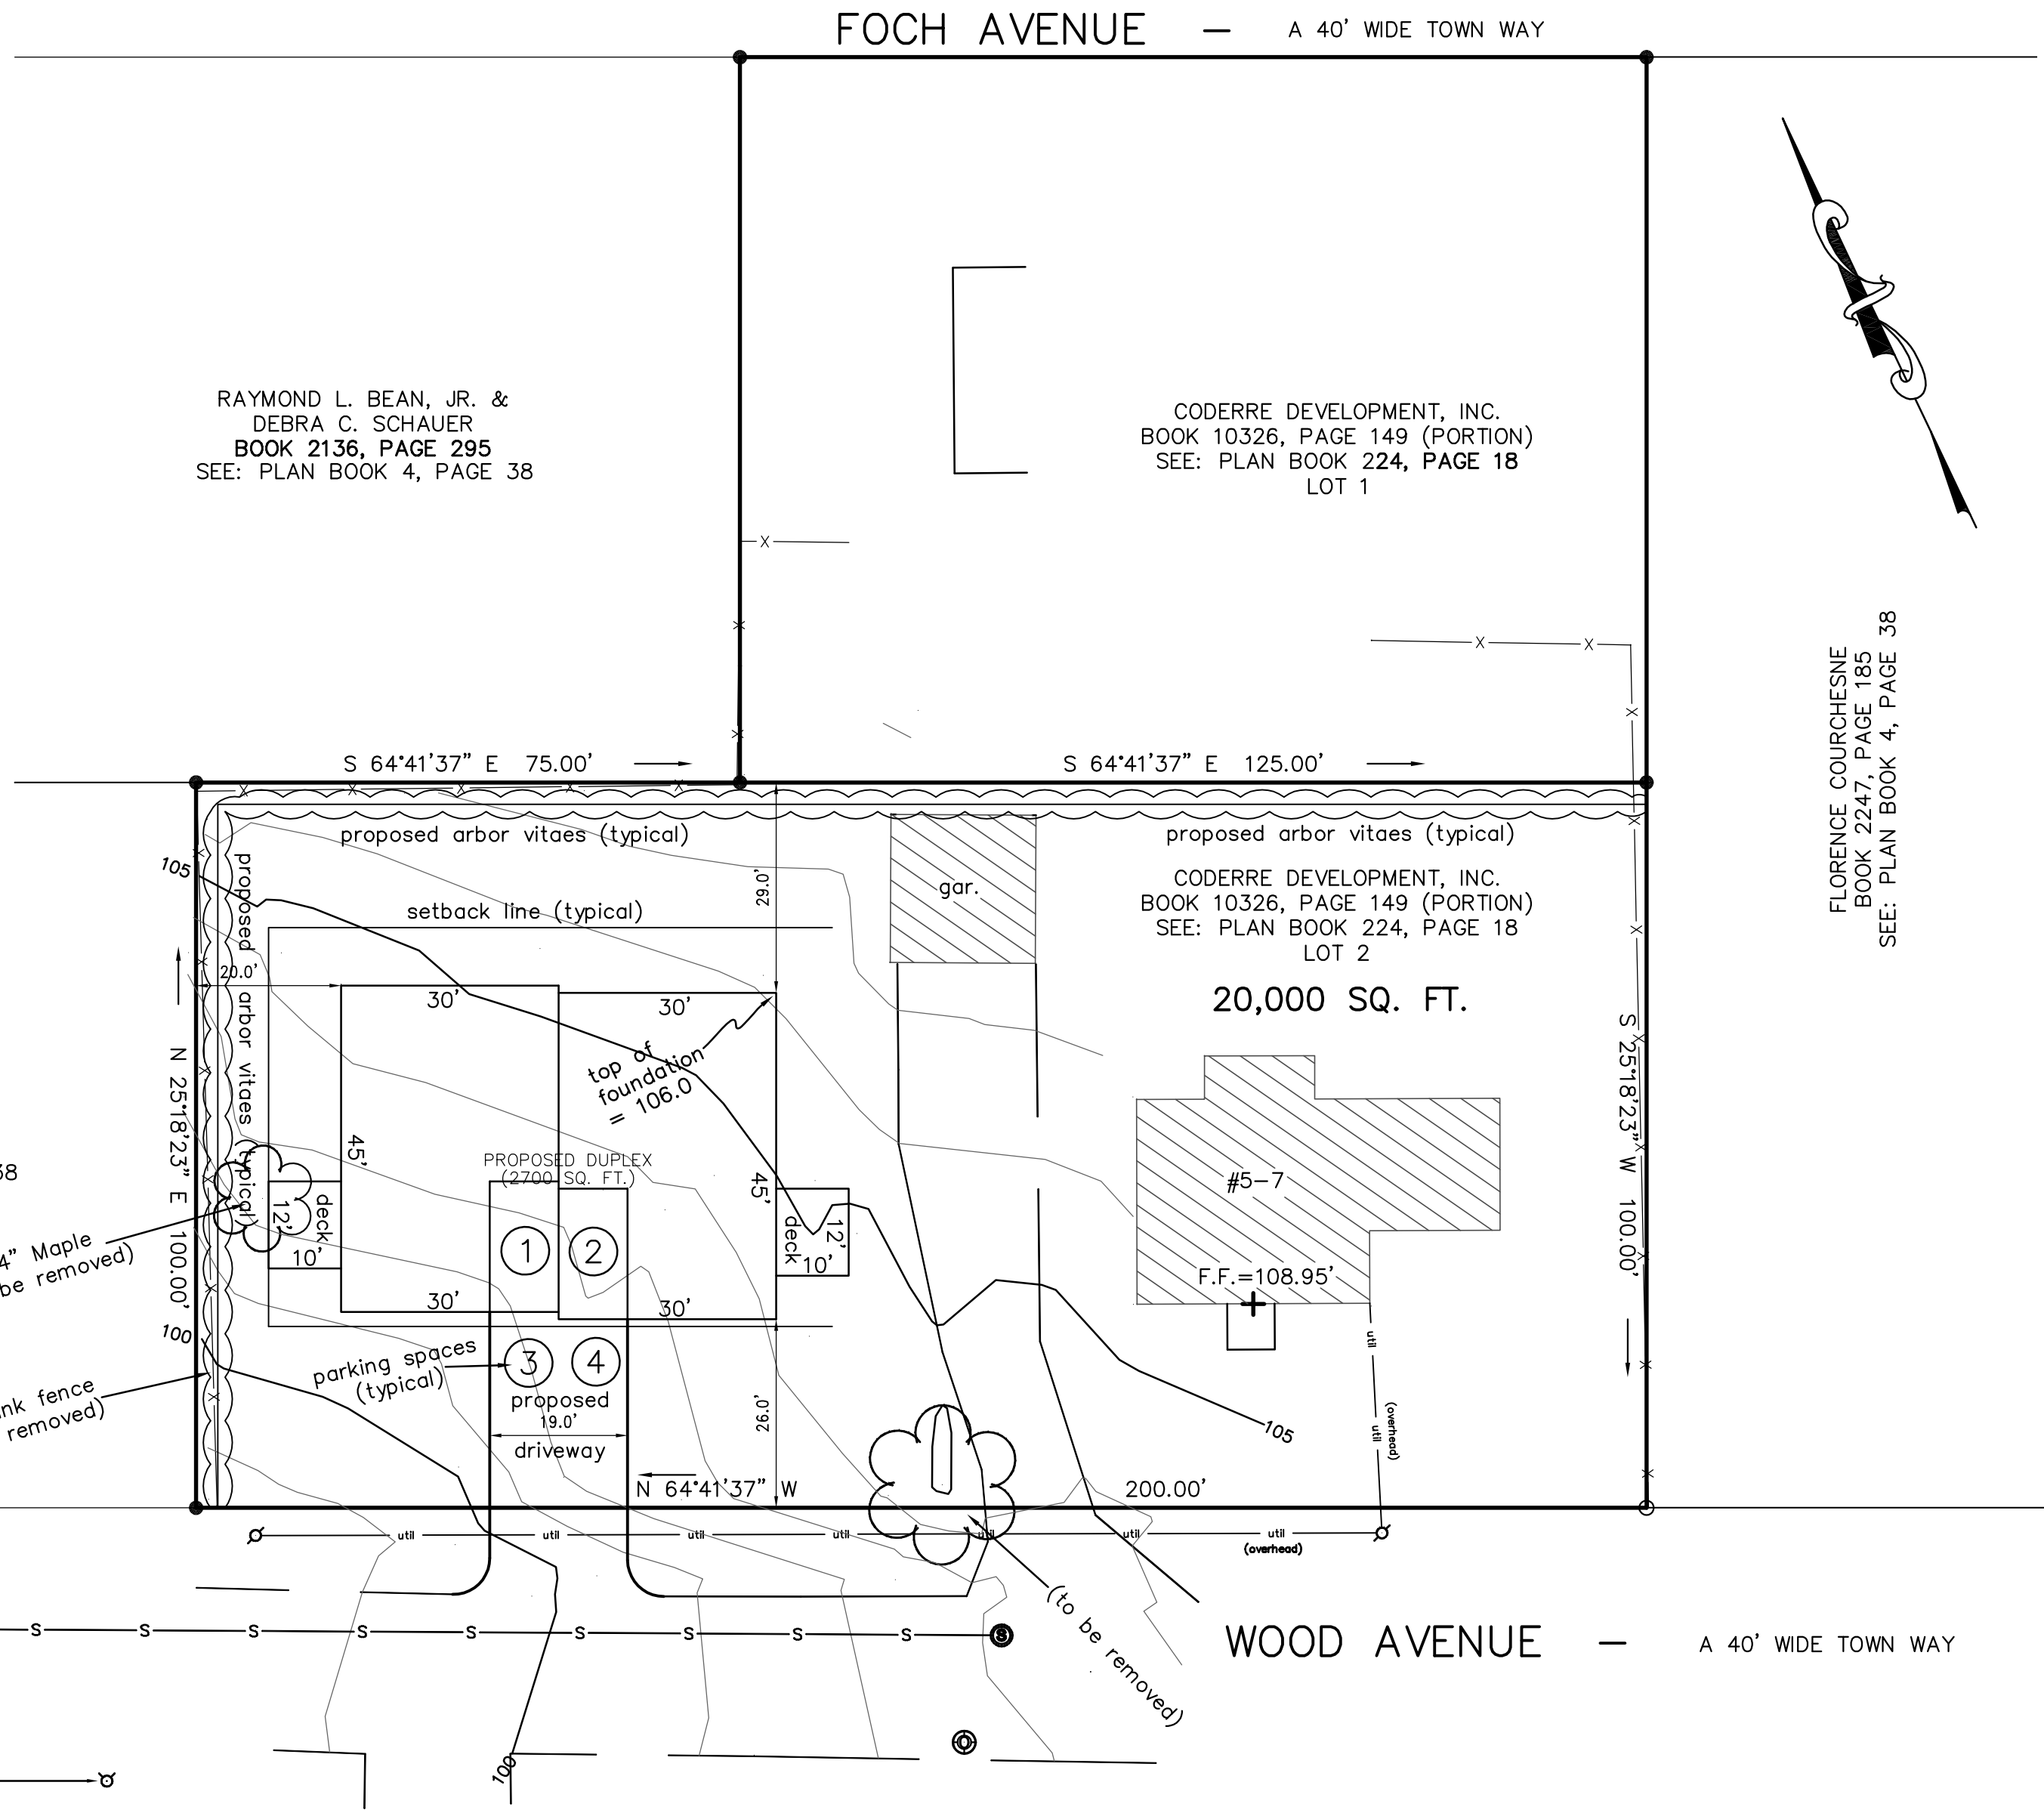 FOCH AVENUE — A 40' WIDE TOWN WAY
RAYMOND L. BEAN, JR. &
DEBRA C. SCHAUER
BOOK 2136, PAGE 295
SEE: PLAN BOOK 4, PAGE 38
CODERRE DEVELOPMENT, INC.
BOOK 10326, PAGE 149 (PORTION)
SEE: PLAN BOOK 224, PAGE 18
LOT 1
X
X
X
X
X
X
FLORENCE COURCHESNE
BOOK 2247, PAGE 185
SEE: PLAN BOOK 4, PAGE 38
S 64°41'37" E 75.00'
S 64°41'37" E 125.00'
X X X X X
proposed arbor vitaes (typical)
proposed arbor vitaes (typical)
105
proposed arbor vitaes (typical
29.0'
gar.
CODERRE DEVELOPMENT, INC.
BOOK 10326, PAGE 149 (PORTION)
SEE: PLAN BOOK 224, PAGE 18
LOT 2
20,000 SQ. FT.
setback line (typical)
20.0'
30'
30'
top of
foundation
= 106.0
N 25°18'23" E 100.00'
S 25°18'23" W 100.00'
45'
45'
PROPOSED DUPLEX
(2700 SQ. FT.)
38
#5-7
deck
12'
10'
deck
12'
10'
1
2
4" Maple
be removed)
F.F.=108.95'
30'
30'
100
parking spaces
(typical)
3
4
nk fence
removed)
proposed
19.0'
driveway
26.0'
105
util
util
(overhead)
N 64°41'37" W
200.00'
util util util util util util util
(overhead)
(to be removed)
S S S S S S S S S S
WOOD AVENUE — A 40' WIDE TOWN WAY
100